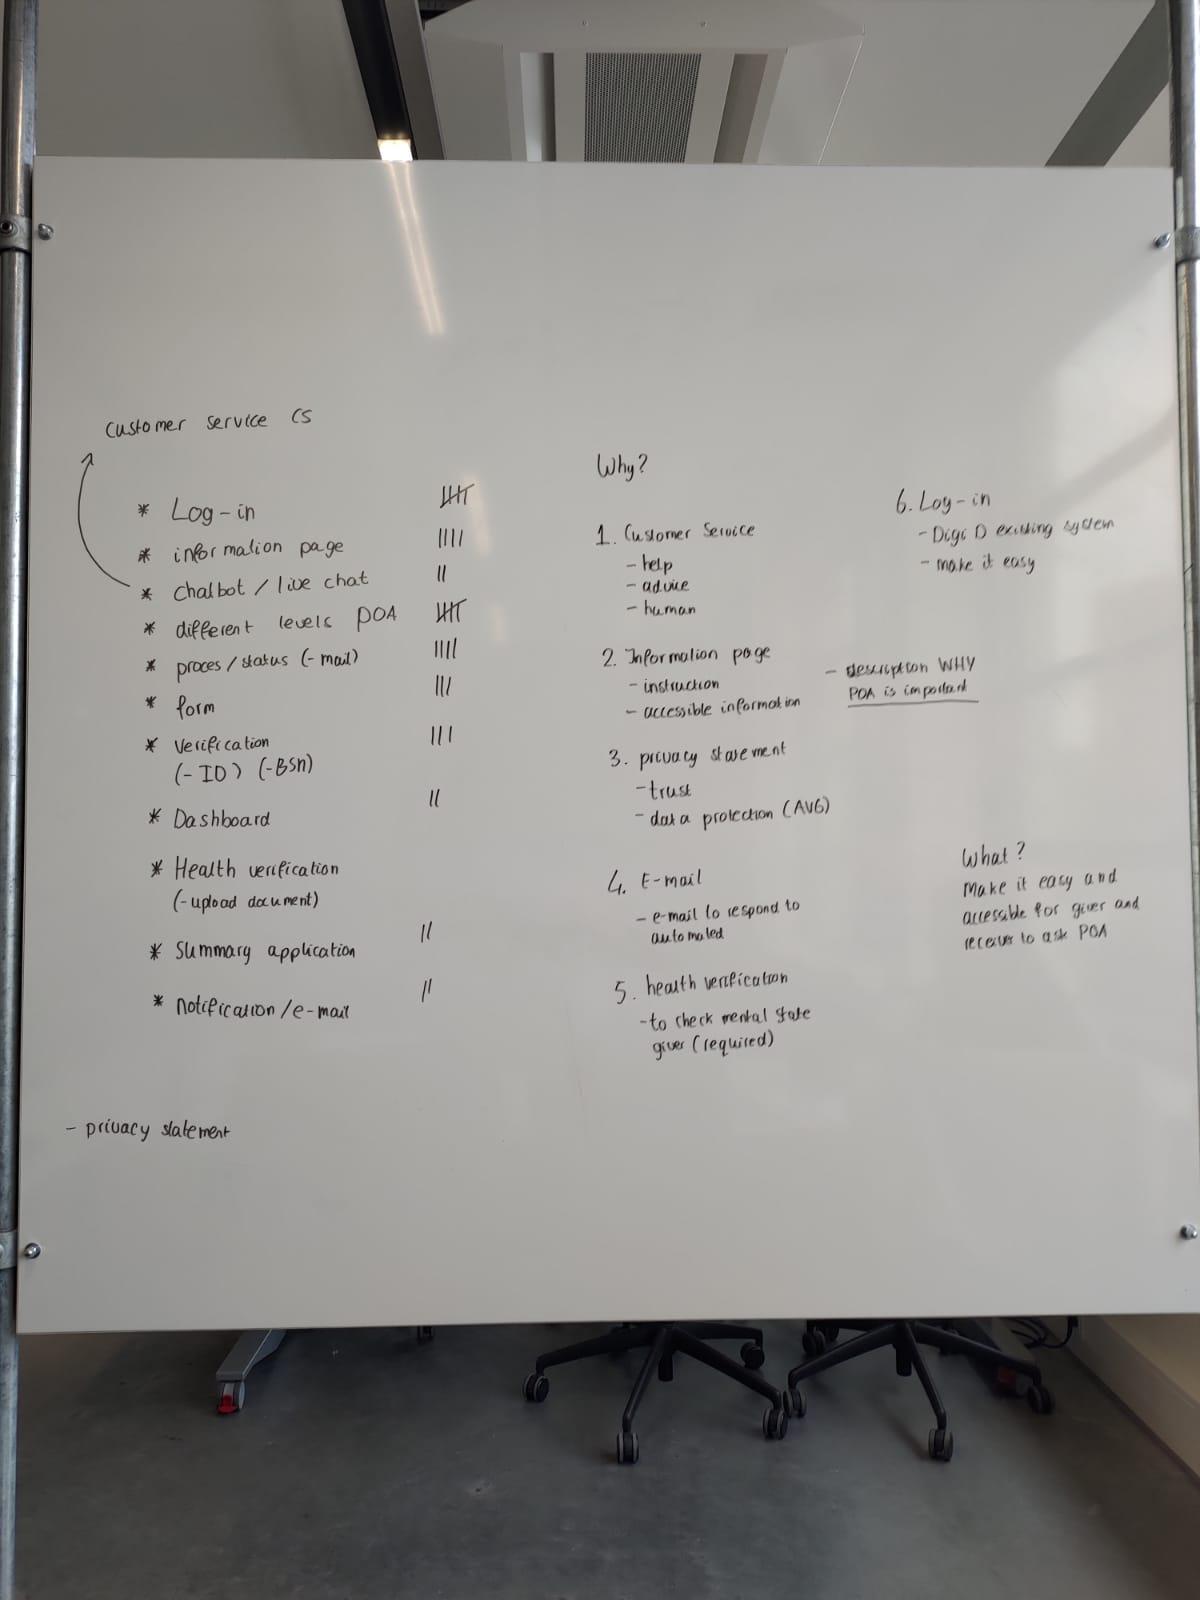 Customer service CS
* Log-in 卌
* information page ||||
* Chatbot / live chat ||
* different levels POA 卌
* proces/status (-mail) ||||
* form |||
* Verification |||
(-ID) (-BSN)
* Dashboard ||
* Health verification
(-upload document)
* Summary application ||
* Notification/e-mail ||
- privacy statement
Why?
1. Customer Service
- help
- advice
- human
2. Information page
- instruction
- accessible information
- description WHY
POA is important
3. privacy statement
- trust
- data protection (AVG)
4. E-mail
- e-mail to respond to
automated
5. health verification
- to check mental state
giver (required)
6. Log-in
- Digi D existing system
- make it easy
What?
Make it easy and
accessible for giver and
receiver to ask POA